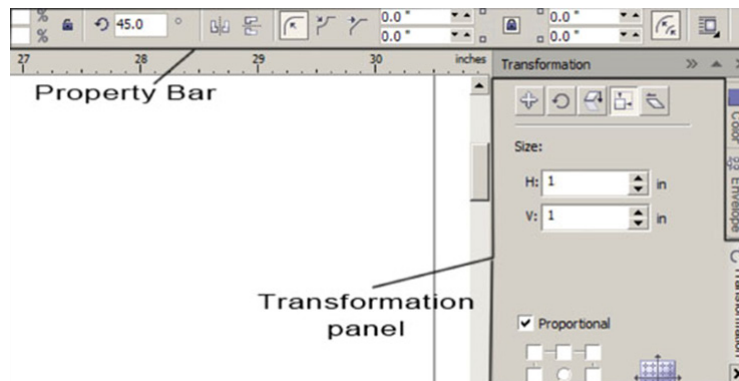 %
%
45.0 °
0.0 "
0.0 "
0.0 "
0.0 "
27 28 29 30 inches
Transformation
Property Bar
Color
Envelope
Size:
H: 1 in
V: 1 in
Transformation
panel
Transformation
Proportional